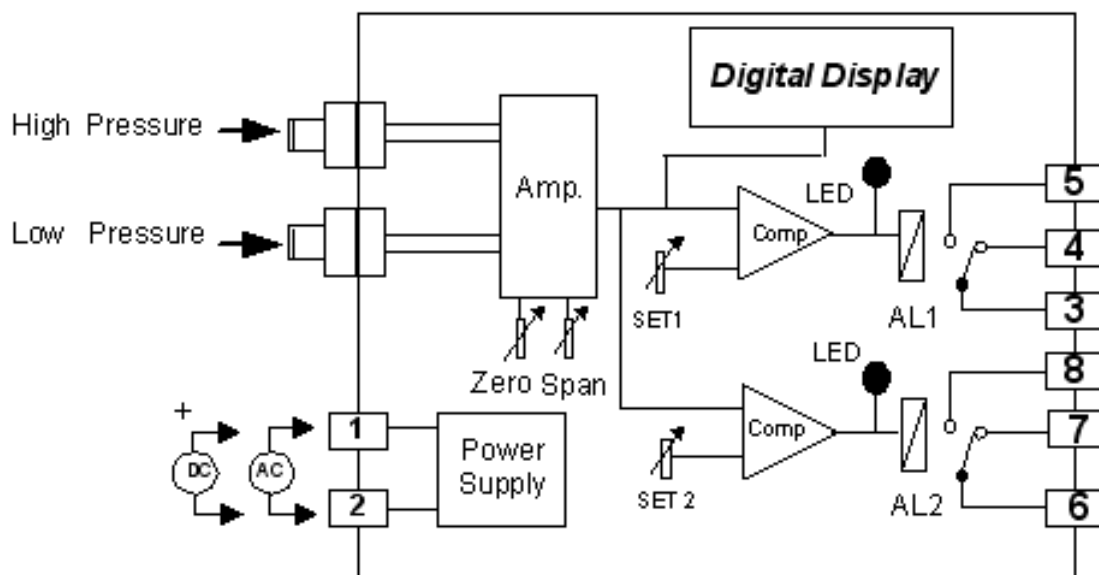 Digital Display
High Pressure
Amp.
LED
5
Low Pressure
Comp
4
SET1
AL1
3
Zero Span
LED
8
+
1
Power
Supply
Comp
7
DC
AC
2
SET 2
AL2
6